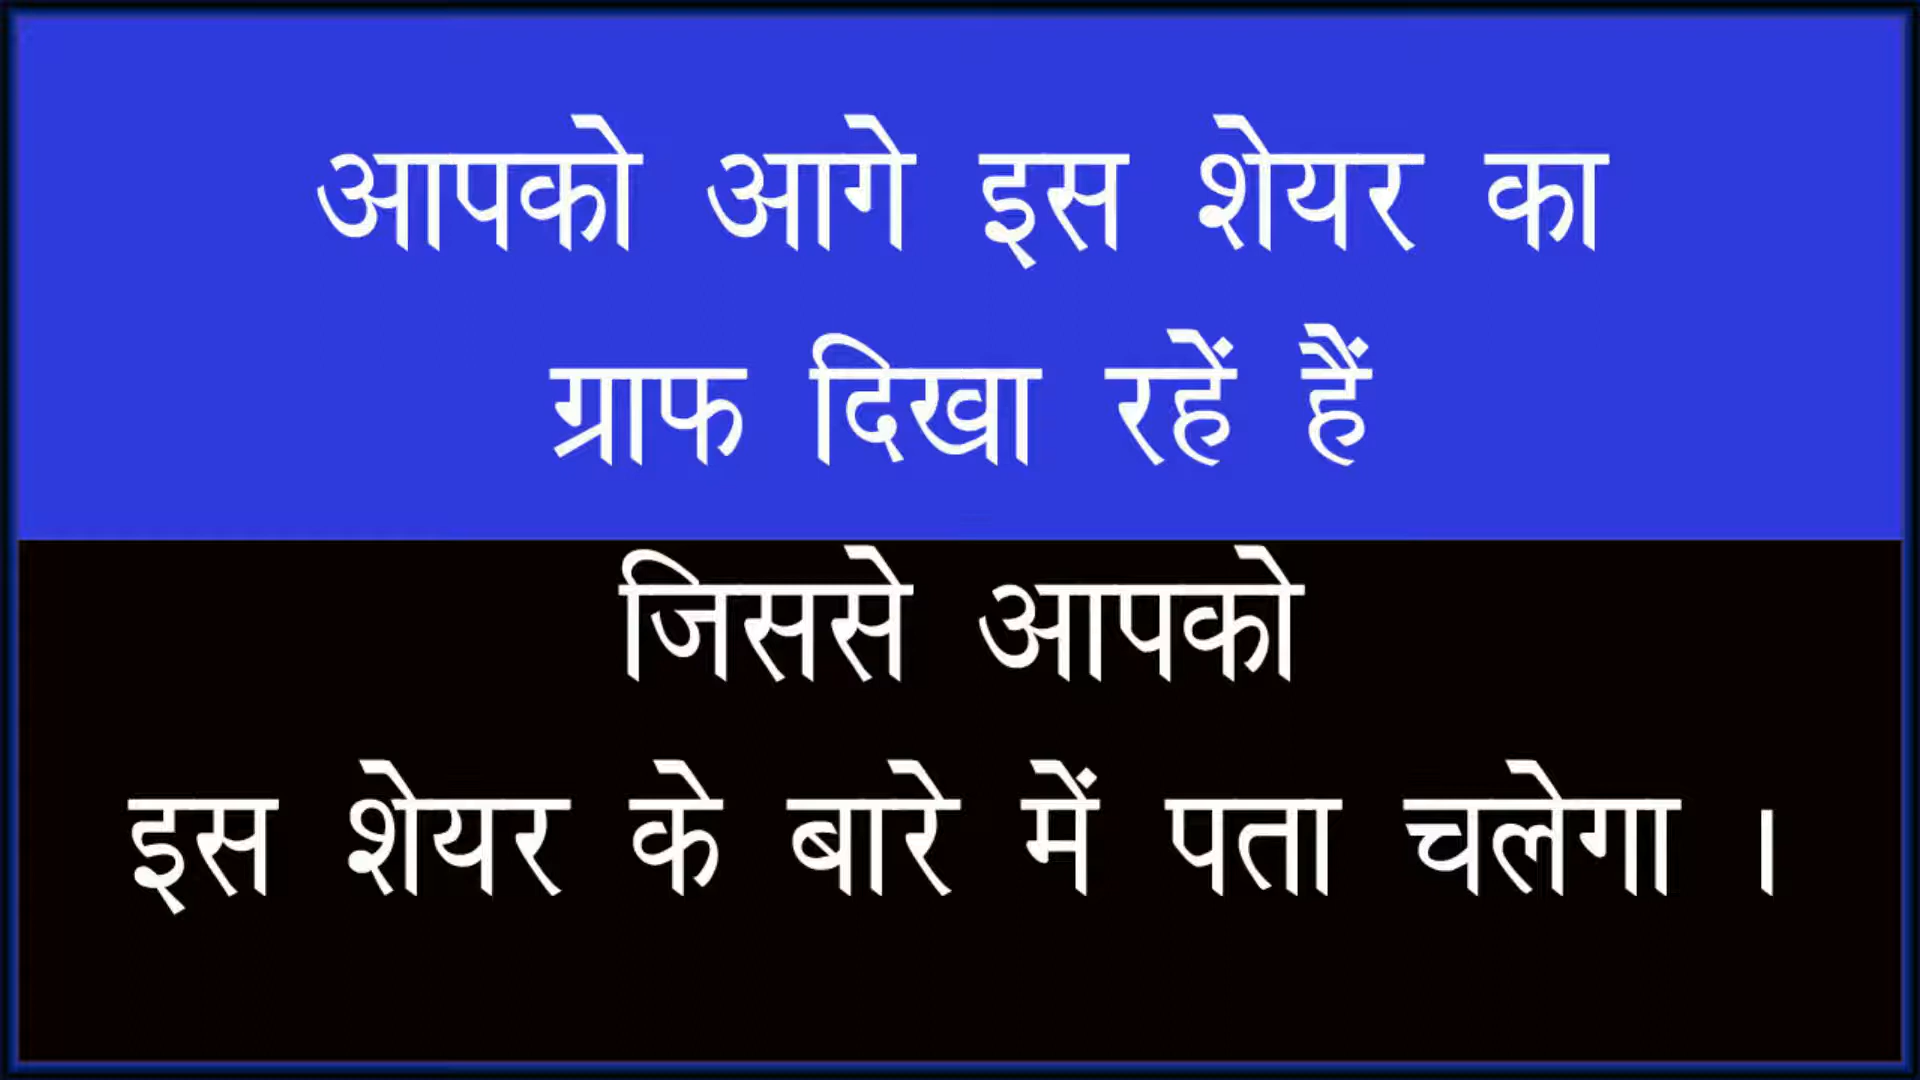 आपको आगे इस शेयर का
ग्राफ दिखा रहें हैं
जिससे आपको
इस शेयर के बारे में पता चलेगा ।